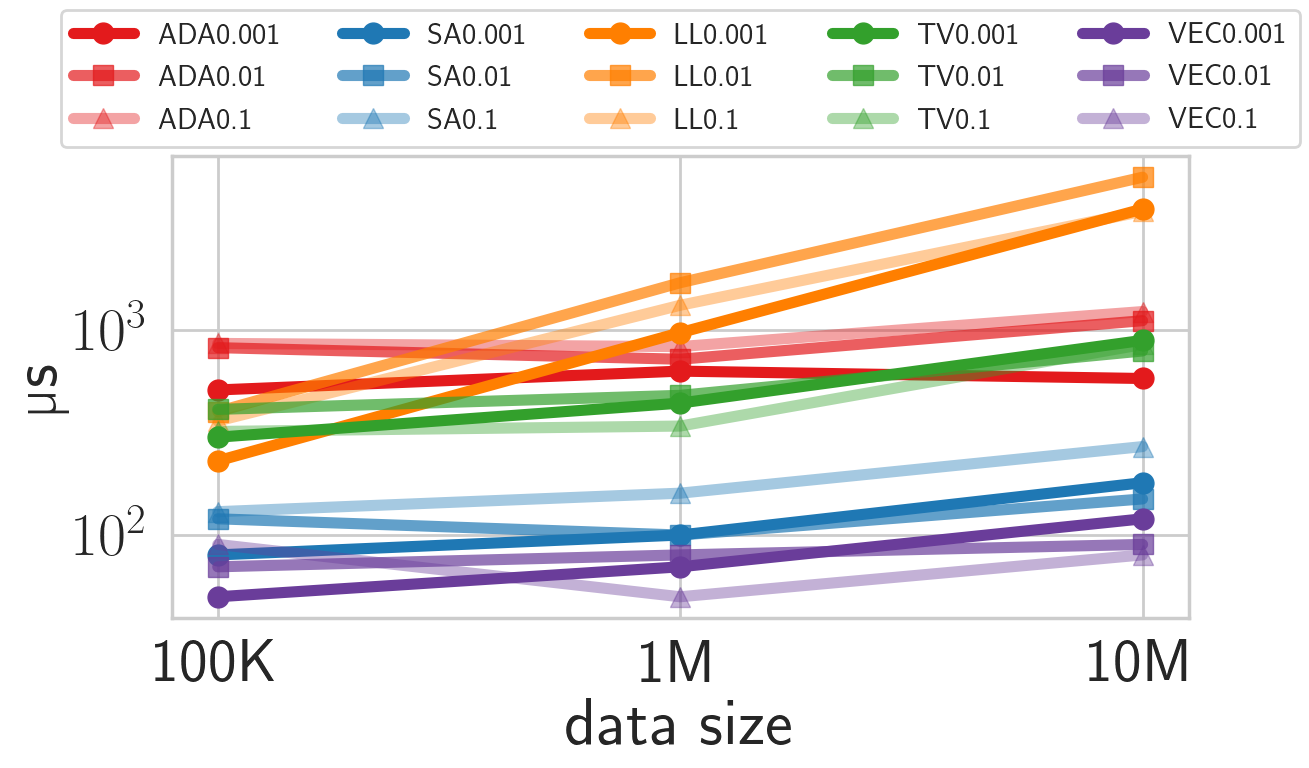 ADA0.001 SA0.001 LL0.001 TV0.001 VEC0.001
ADA0.01 SA0.01 LL0.01 TV0.01 VEC0.01
ADA0.1 SA0.1 LL0.1 TV0.1 VEC0.1
10³
µs
10²
100K 1M 10M
data size